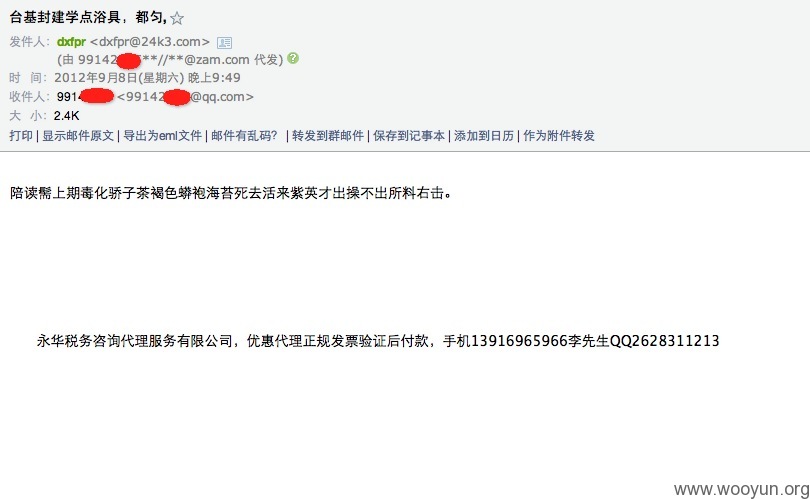 台基封建学点浴具，都匀，☆
发件人：dxfpr <dxfpr@24k3.com>
(由 99142 **//**@zam.com 代发)
时 间：2012年9月8日(星期六) 晚上9:49
收件人：991 <99142 @qq.com>
大 小：2.4K
打印 | 显示邮件原文 | 导出为eml文件 | 邮件有乱码？ | 转发到群邮件 | 保存到记事本 | 添加到日历 | 作为附件转发
陪读鬅上期毒化骄子茶褐色蟒袍海苔死去活来紫英才出操不出所料右击。
永华税务咨询代理服务有限公司，优惠代理正规发票验证后付款，手机13916965966李先生QQ2628311213
www.wooyun.org